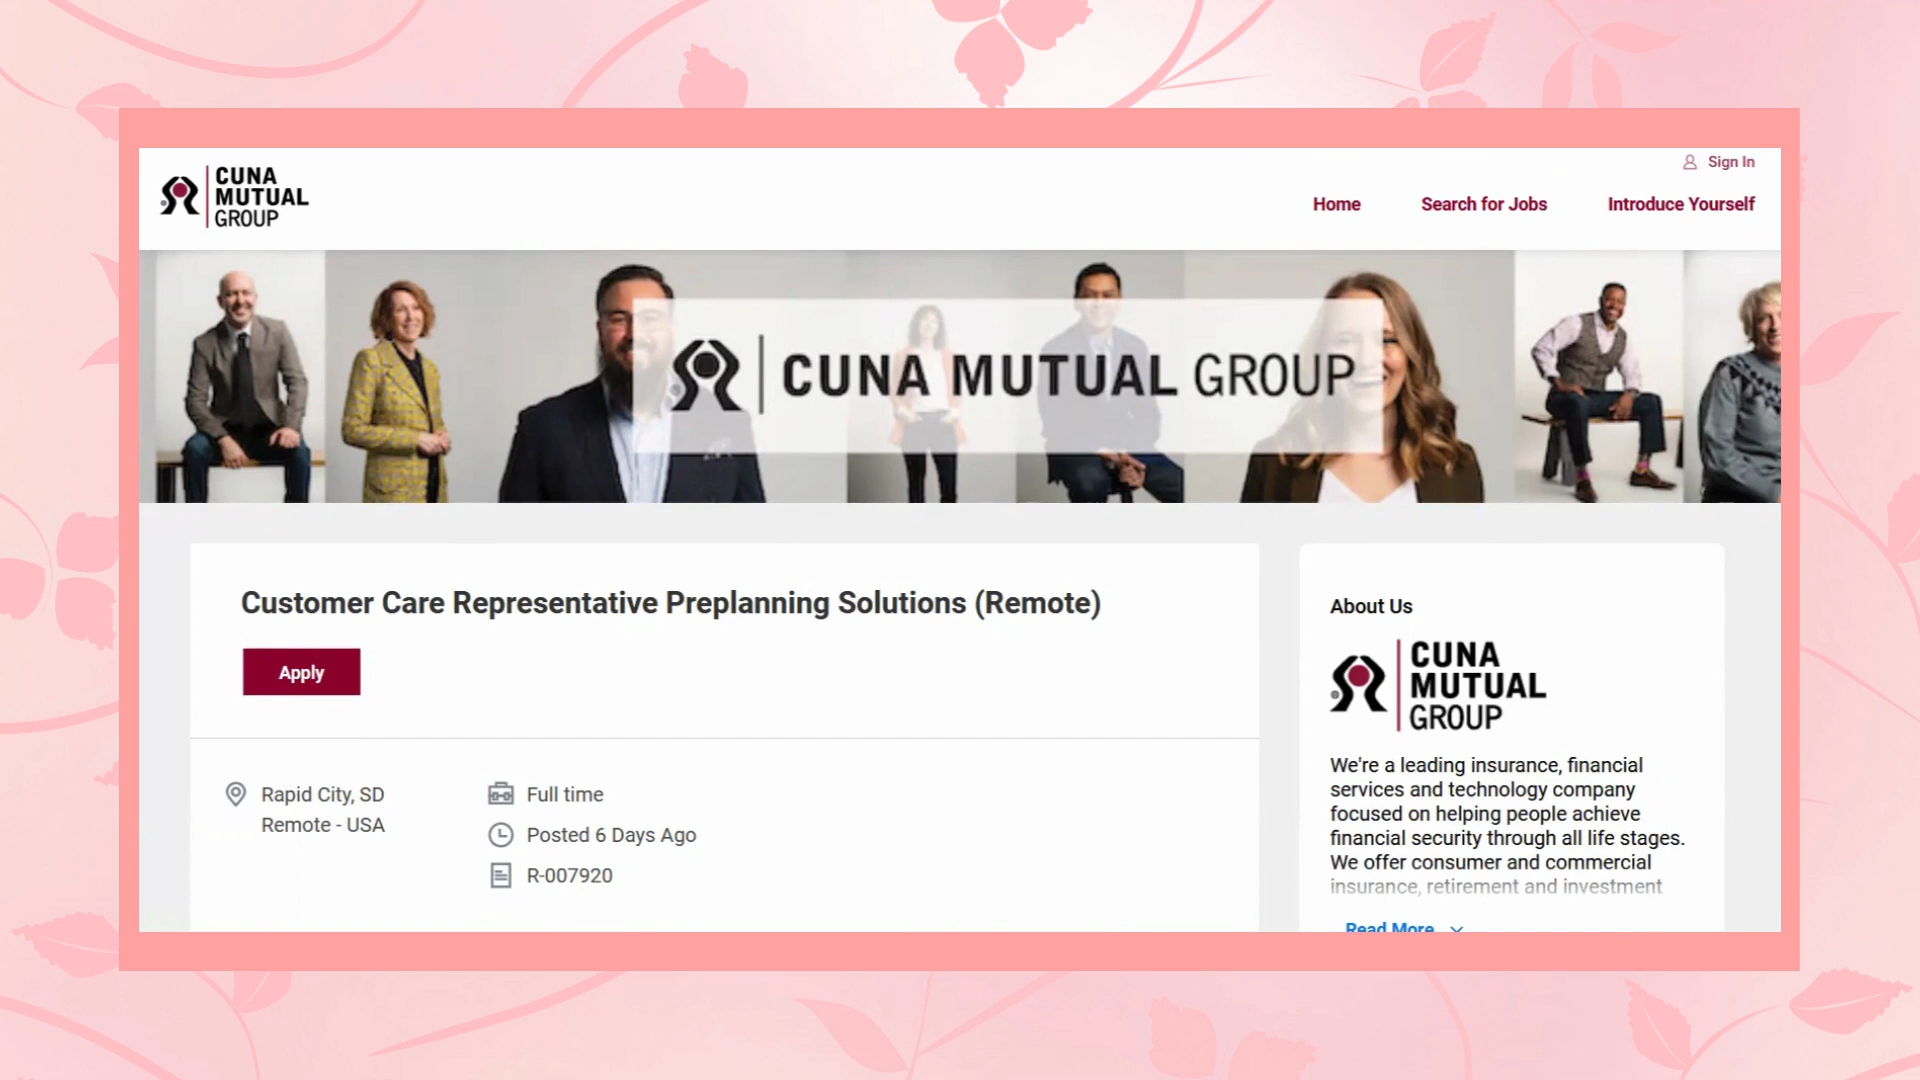 CUNA
MUTUAL
GROUP
Sign In
Home
Search for Jobs
Introduce Yourself
CUNA MUTUAL GROUP
Customer Care Representative Preplanning Solutions (Remote)
Apply
Rapid City, SD
Remote - USA
Full time
Posted 6 Days Ago
R-007920
About Us
CUNA
MUTUAL
GROUP
We're a leading insurance, financial
services and technology company
focused on helping people achieve
financial security through all life stages.
We offer consumer and commercial
insurance, retirement and investment
Read More